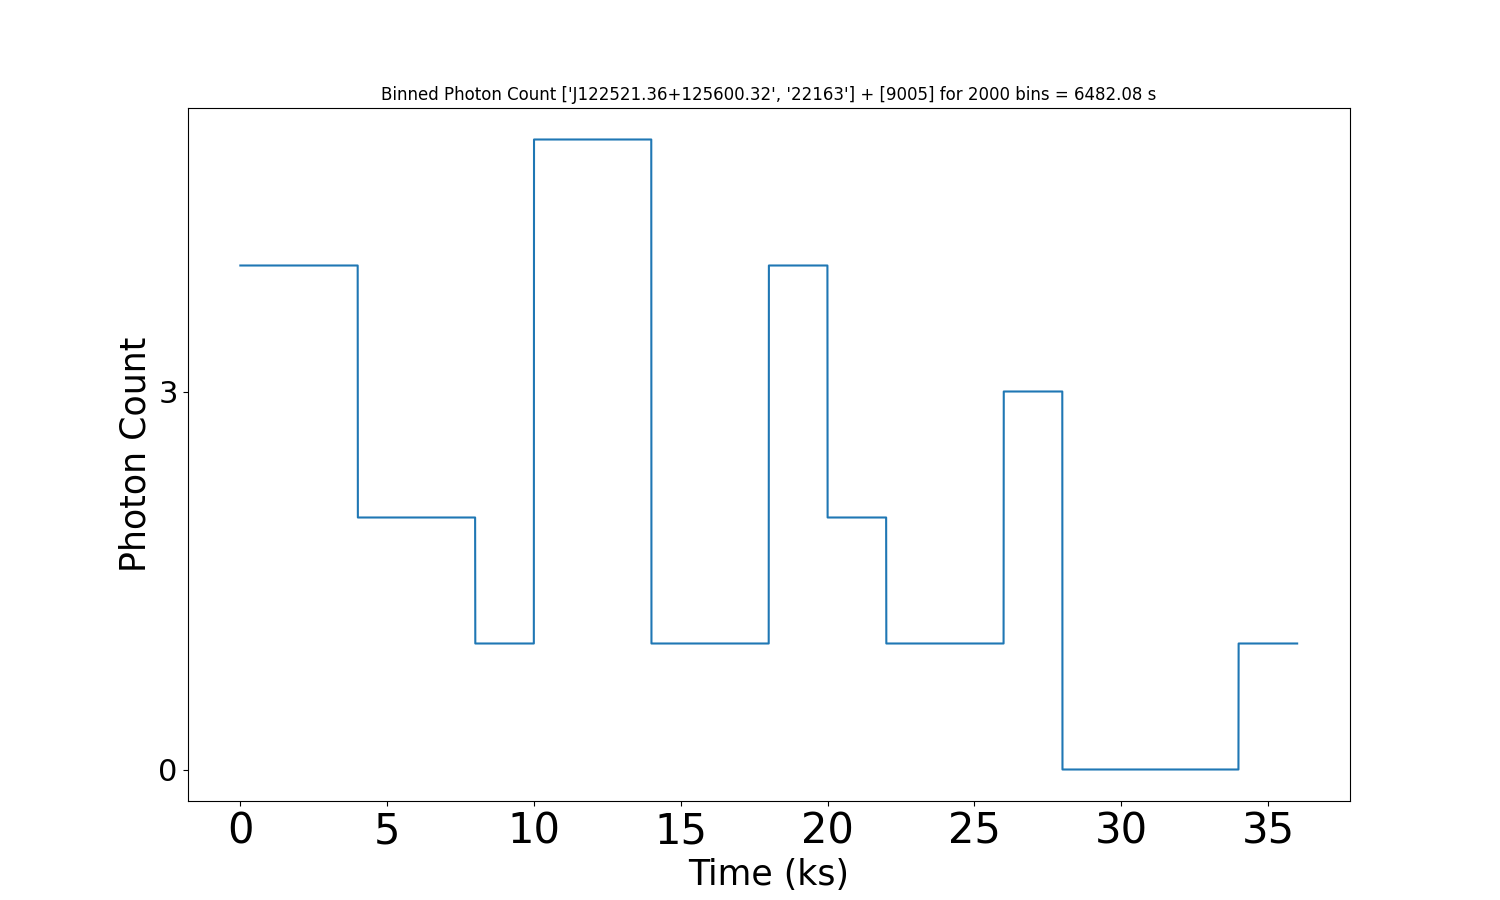 Binned Photon Count ['J122521.36+125600.32', '22163'] + [9005] for 2000 bins = 6482.08 s
Photon Count
3
0
0 5 10 15 20 25 30 35
Time (ks)